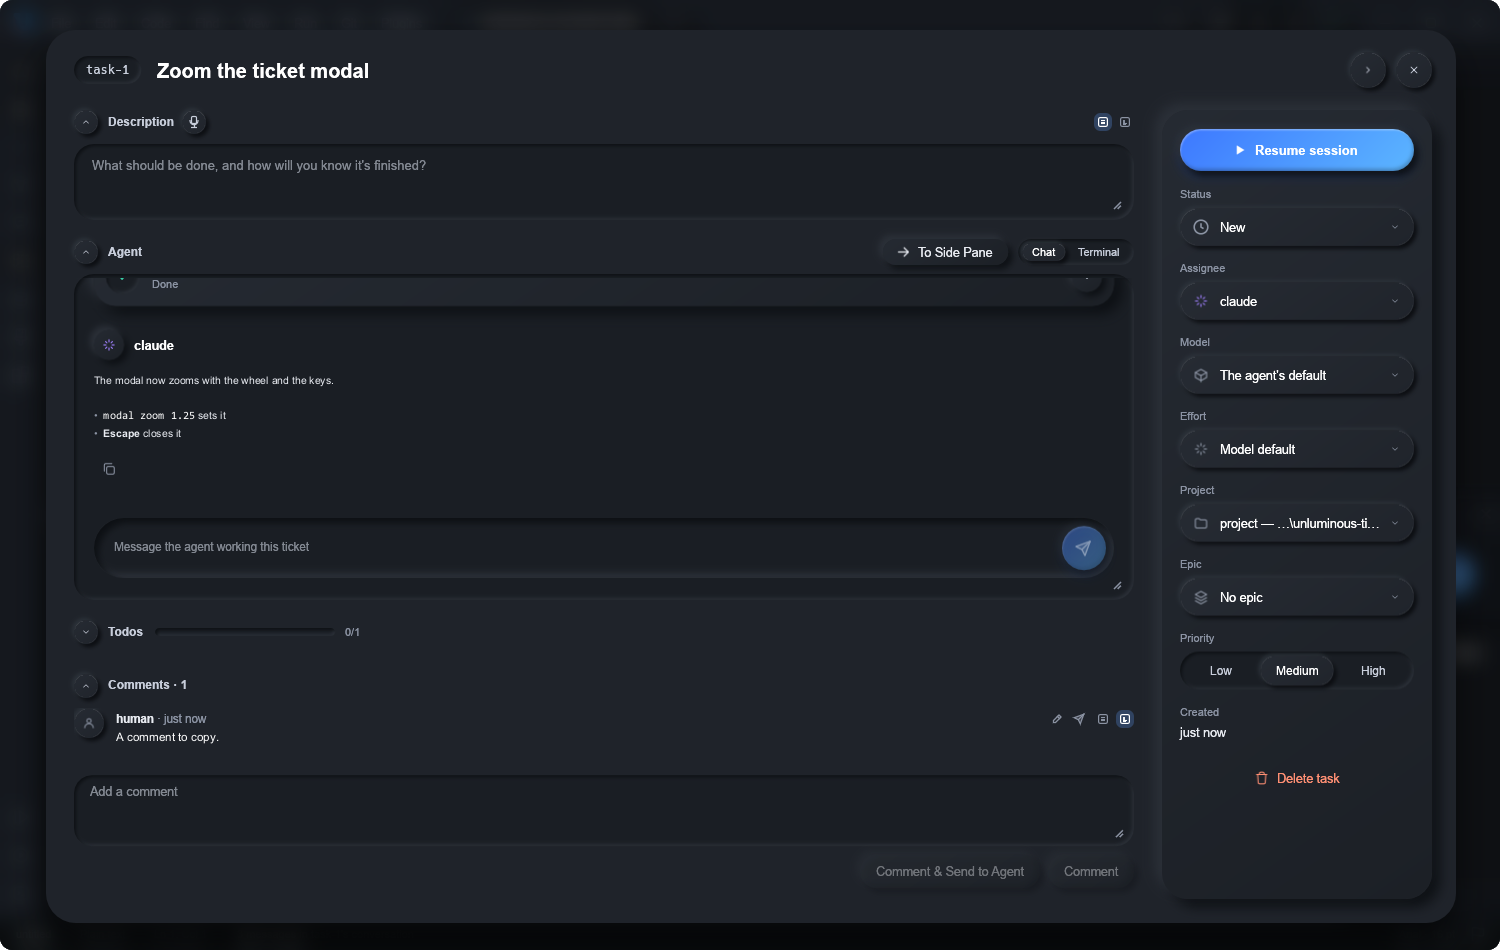 task-1
Zoom the ticket modal
Description
What should be done, and how will you know it's finished?
Agent
To Side Pane
Chat
Terminal
Done
claude
The modal now zooms with the wheel and the keys.
• modal zoom 1.25 sets it
• Escape closes it
Message the agent working this ticket
Todos
0/1
Comments · 1
human · just now
A comment to copy.
Add a comment
Comment & Send to Agent
Comment
Resume session
Status
New
Assignee
claude
Model
The agent's default
Effort
Model default
Project
project — ...\unluminous-ti...
Epic
No epic
Priority
Low
Medium
High
Created
just now
Delete task